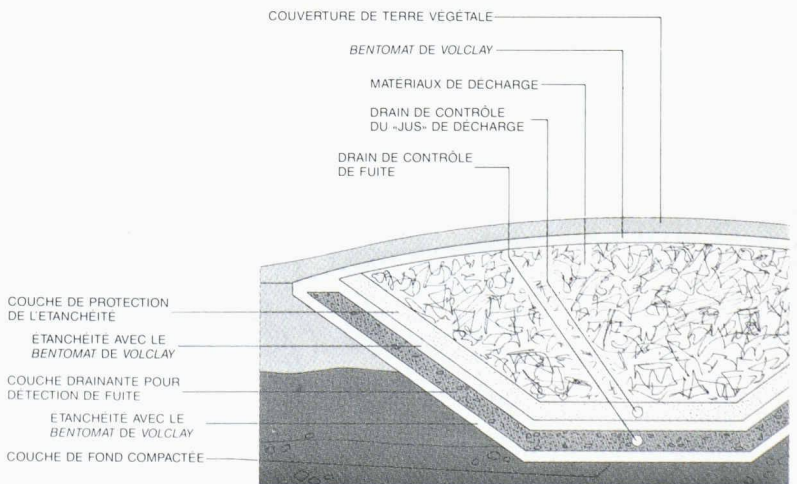 COUVERTURE DE TERRE VÉGÉTALE
BENTOMAT DE VOLCLAY
MATÉRIAUX DE DÉCHARGE
DRAIN DE CONTRÔLE
DU «JUS» DE DÉCHARGE
DRAIN DE CONTRÔLE
DE FUITE
COUCHE DE PROTECTION
DE L'ÉTANCHÉITÉ
ÉTANCHÉITÉ AVEC LE
BENTOMAT DE VOLCLAY
COUCHE DRAINANTE POUR
DÉTECTION DE FUITE
ÉTANCHÉITÉ AVEC LE
BENTOMAT DE VOLCLAY
COUCHE DE FOND COMPACTÉE